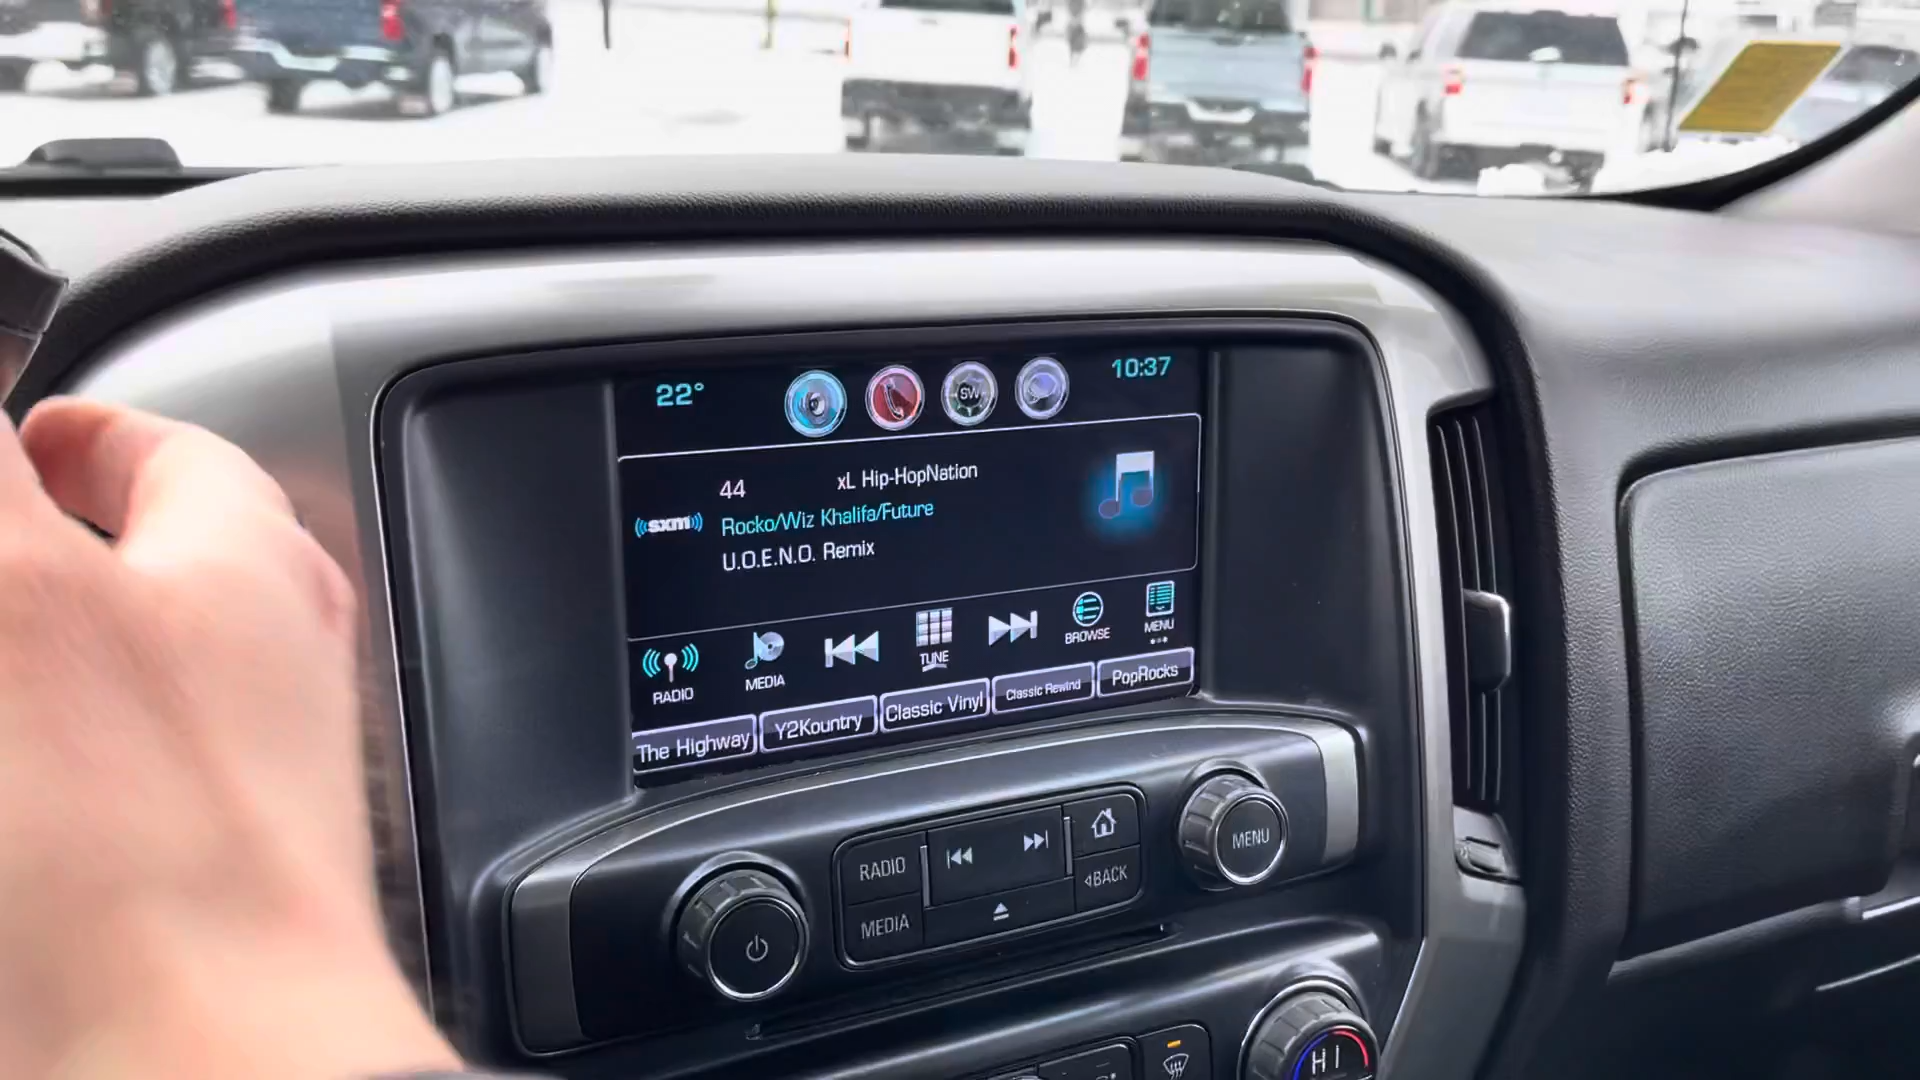 22°
SW
10:37
44 xL Hip-HopNation
((sxm))
Rocko/Wiz Khalifa/Future
U.O.E.N.O. Remix
RADIO
MEDIA
TUNE
BROWSE
MENU
The Highway
Y2Kountry
Classic Vinyl
Classic Rewind
PopRocks
RADIO
MEDIA
BACK
MENU
HI